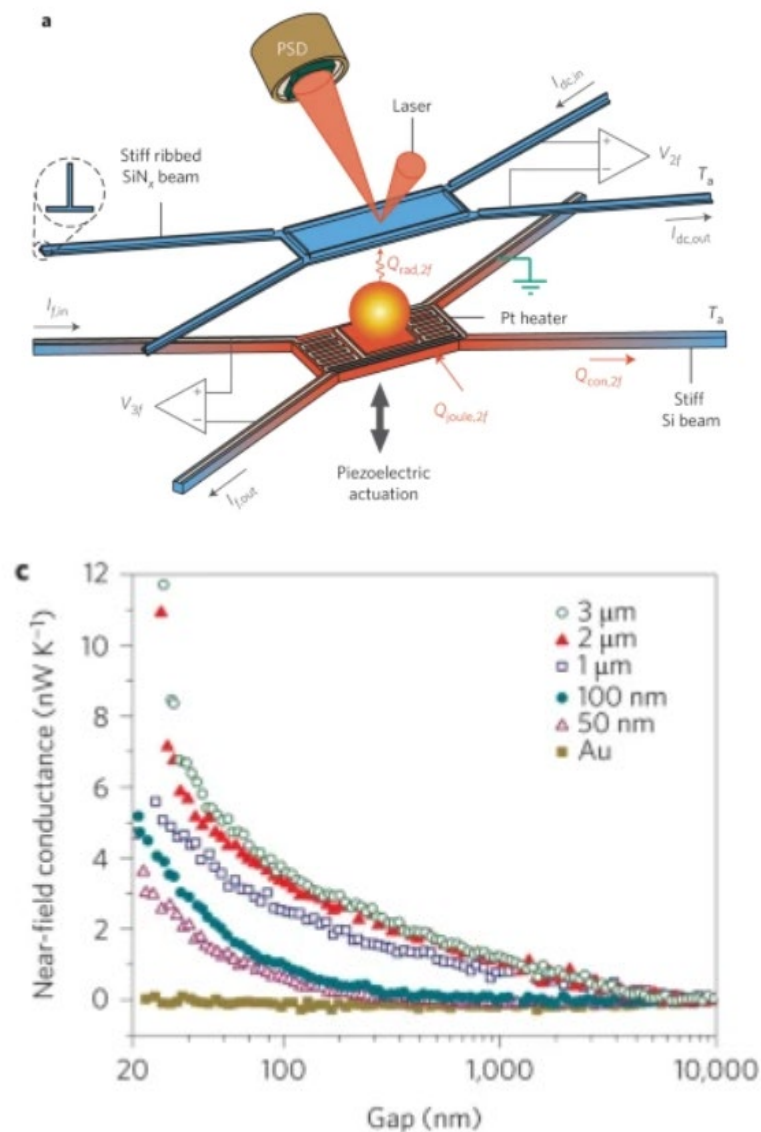 a
PSD
Laser
I_dc,in
V_2f
T_a
I_dc,out
Stiff ribbed
SiN_x beam
Q_rad,2f
I_f,in
Pt heater
T_a
Q_con,2f
V_3f
Q_joule,2f
Stiff
Si beam
I_f,out
Piezoelectric
actuation
+
−
+
−
c
Near-field conductance (nW K⁻¹)
12
10
8
6
4
2
0
3 μm
2 μm
1 μm
100 nm
50 nm
Au
20
100
1,000
10,000
Gap (nm)